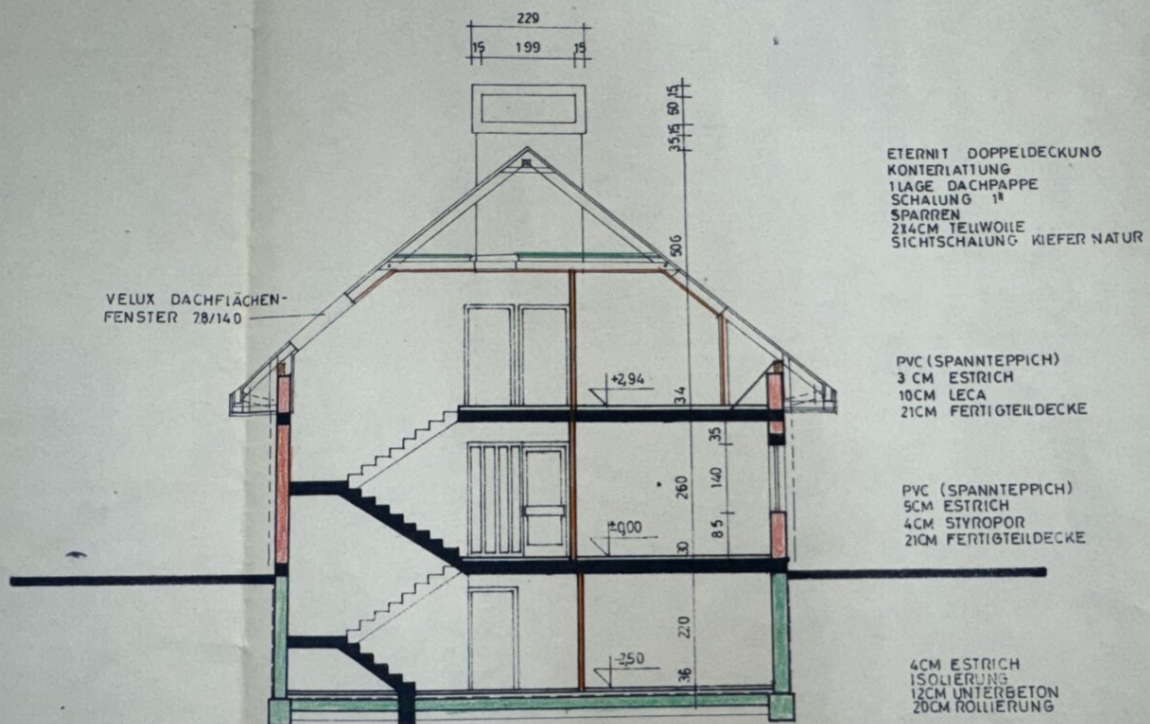 229
15 199 15
15
60
35,15
ETERNIT DOPPELDECKUNG
KONTERLATTUNG
1 LAGE DACHPAPPE
SCHALUNG 1"
SPARREN
2X4CM TELLWOLLE
SICHTSCHALUNG KIEFER NATUR
506
VELUX DACHFLÄCHEN-
FENSTER 78/140
PVC (SPANNTEPPICH)
3 CM ESTRICH
10CM LECA
21CM FERTIGTEILDECKE
+2,94
34
35
260
140
85
±0,00
30
PVC (SPANNTEPPICH)
5CM ESTRICH
4CM STYROPOR
21CM FERTIGTEILDECKE
220
-2,50
36
4CM ESTRICH
ISOLIERUNG
12CM UNTERBETON
20CM ROLLIERUNG